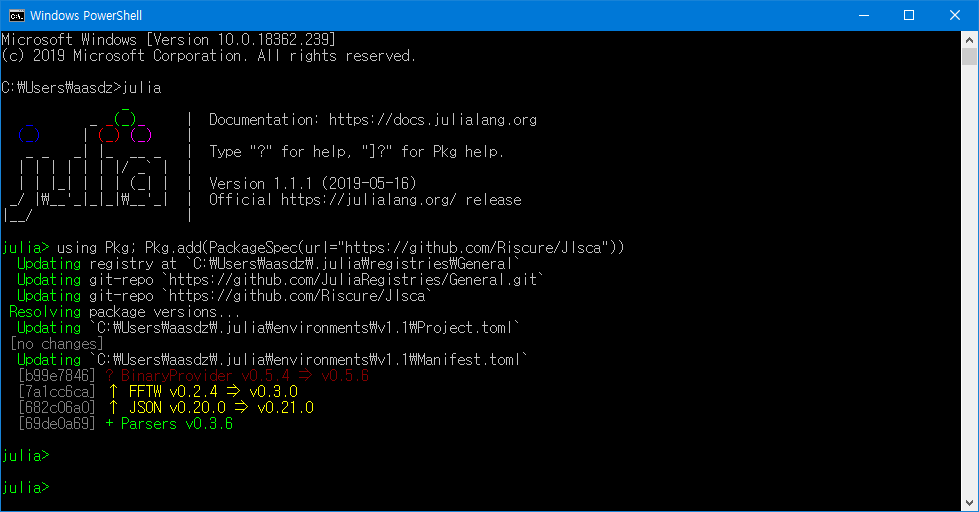 Windows PowerShell
Microsoft Windows [Version 10.0.18362.239]
(c) 2019 Microsoft Corporation. All rights reserved.
C:₩Users₩aasdz>julia
Documentation: https://docs.julialang.org
Type "?" for help, "]?" for Pkg help.
Version 1.1.1 (2019-05-16)
Official https://julialang.org/ release
julia> using Pkg; Pkg.add(PackageSpec(url="https://github.com/Riscure/Jlsca"))
Updating registry at `C:₩Users₩aasdz₩.julia₩registries₩General`
Updating git-repo `https://github.com/JuliaRegistries/General.git`
Updating git-repo `https://github.com/Riscure/Jlsca`
Resolving package versions...
Updating `C:₩Users₩aasdz₩.julia₩environments₩v1.1₩Project.toml`
[no changes]
Updating `C:₩Users₩aasdz₩.julia₩environments₩v1.1₩Manifest.toml`
[b99e7846] ? BinaryProvider v0.5.4 ⇒ v0.5.6
[7a1cc6ca] ↑ FFTW v0.2.4 ⇒ v0.3.0
[682c06a0] ↑ JSON v0.20.0 ⇒ v0.21.0
[69de0a69] + Parsers v0.3.6
julia>
julia>